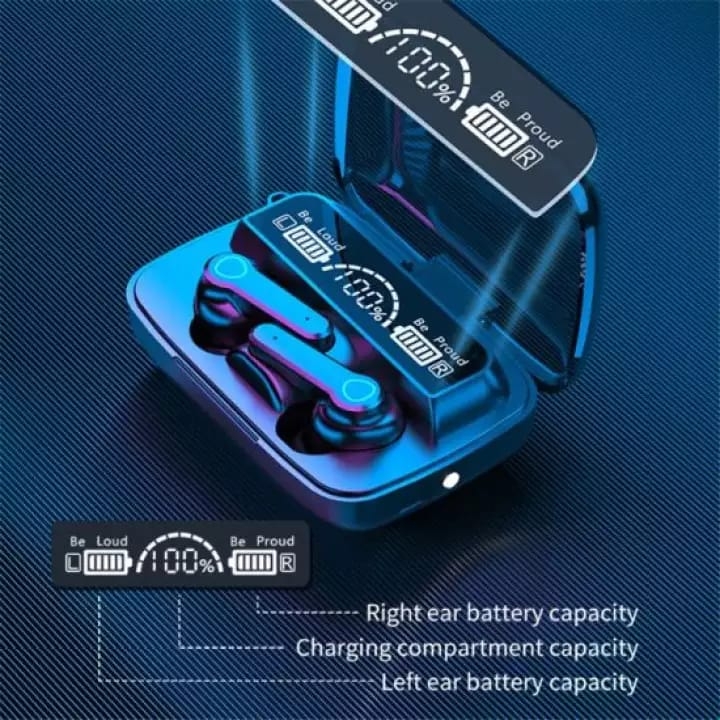 100%
Be Proud
R
Be Loud
L
100%
Be Proud
R
Be Loud Be Proud
L 100% R
Right ear battery capacity
Charging compartment capacity
Left ear battery capacity